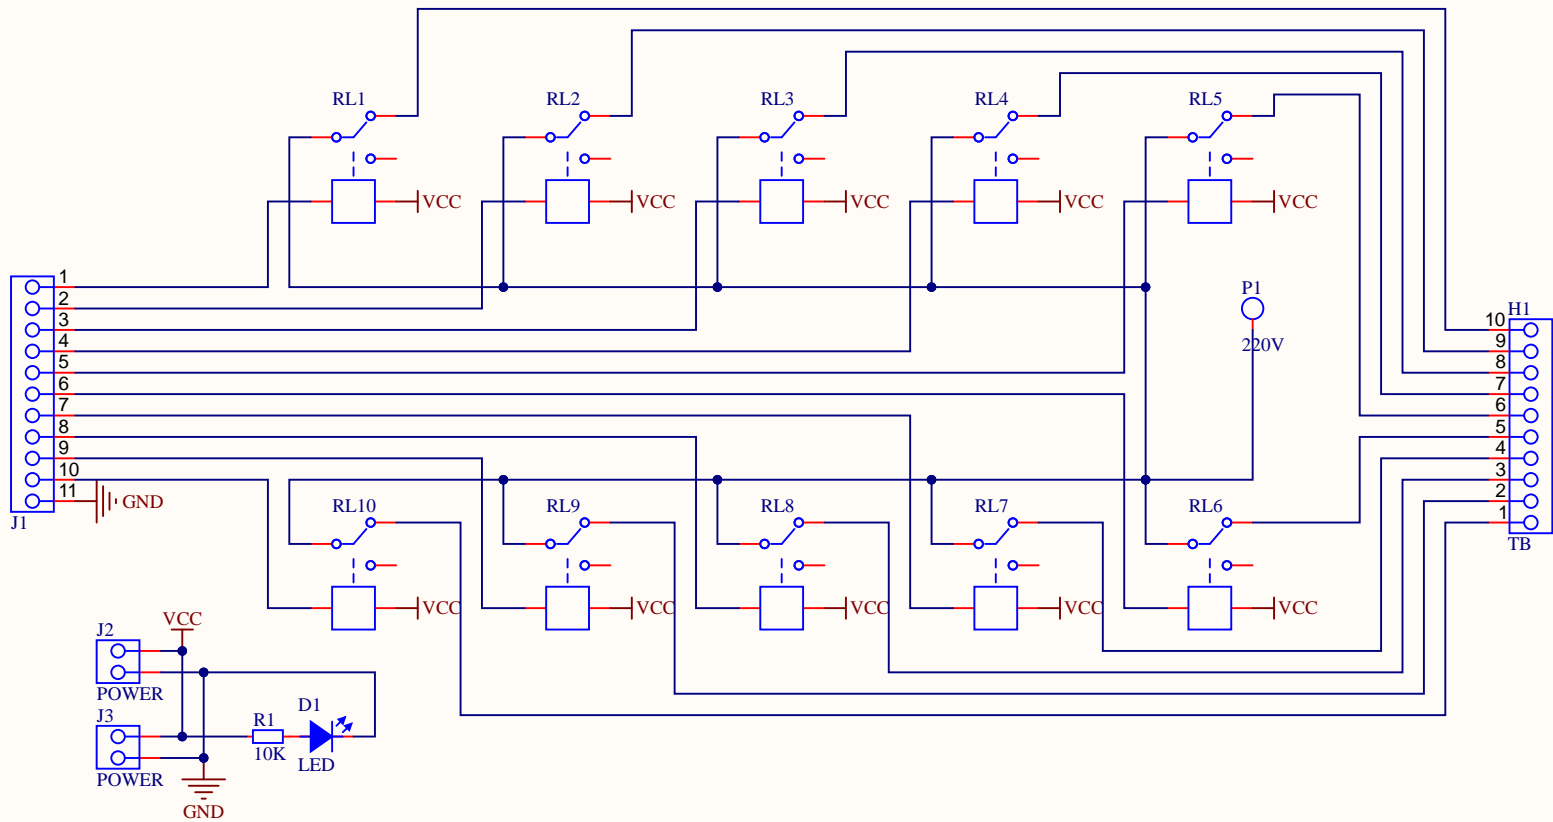 RL1 RL2 RL3 RL4 RL5
VCC VCC VCC VCC VCC
1
2
3
4
5
6
7
8
9
10
11 GND
J1
P1
220V
H1
10
9
8
7
6
5
4
3
2
1
TB
RL10 RL9 RL8 RL7 RL6
VCC VCC VCC VCC VCC
VCC
J2
POWER
J3
POWER
R1
10K
D1
LED
GND